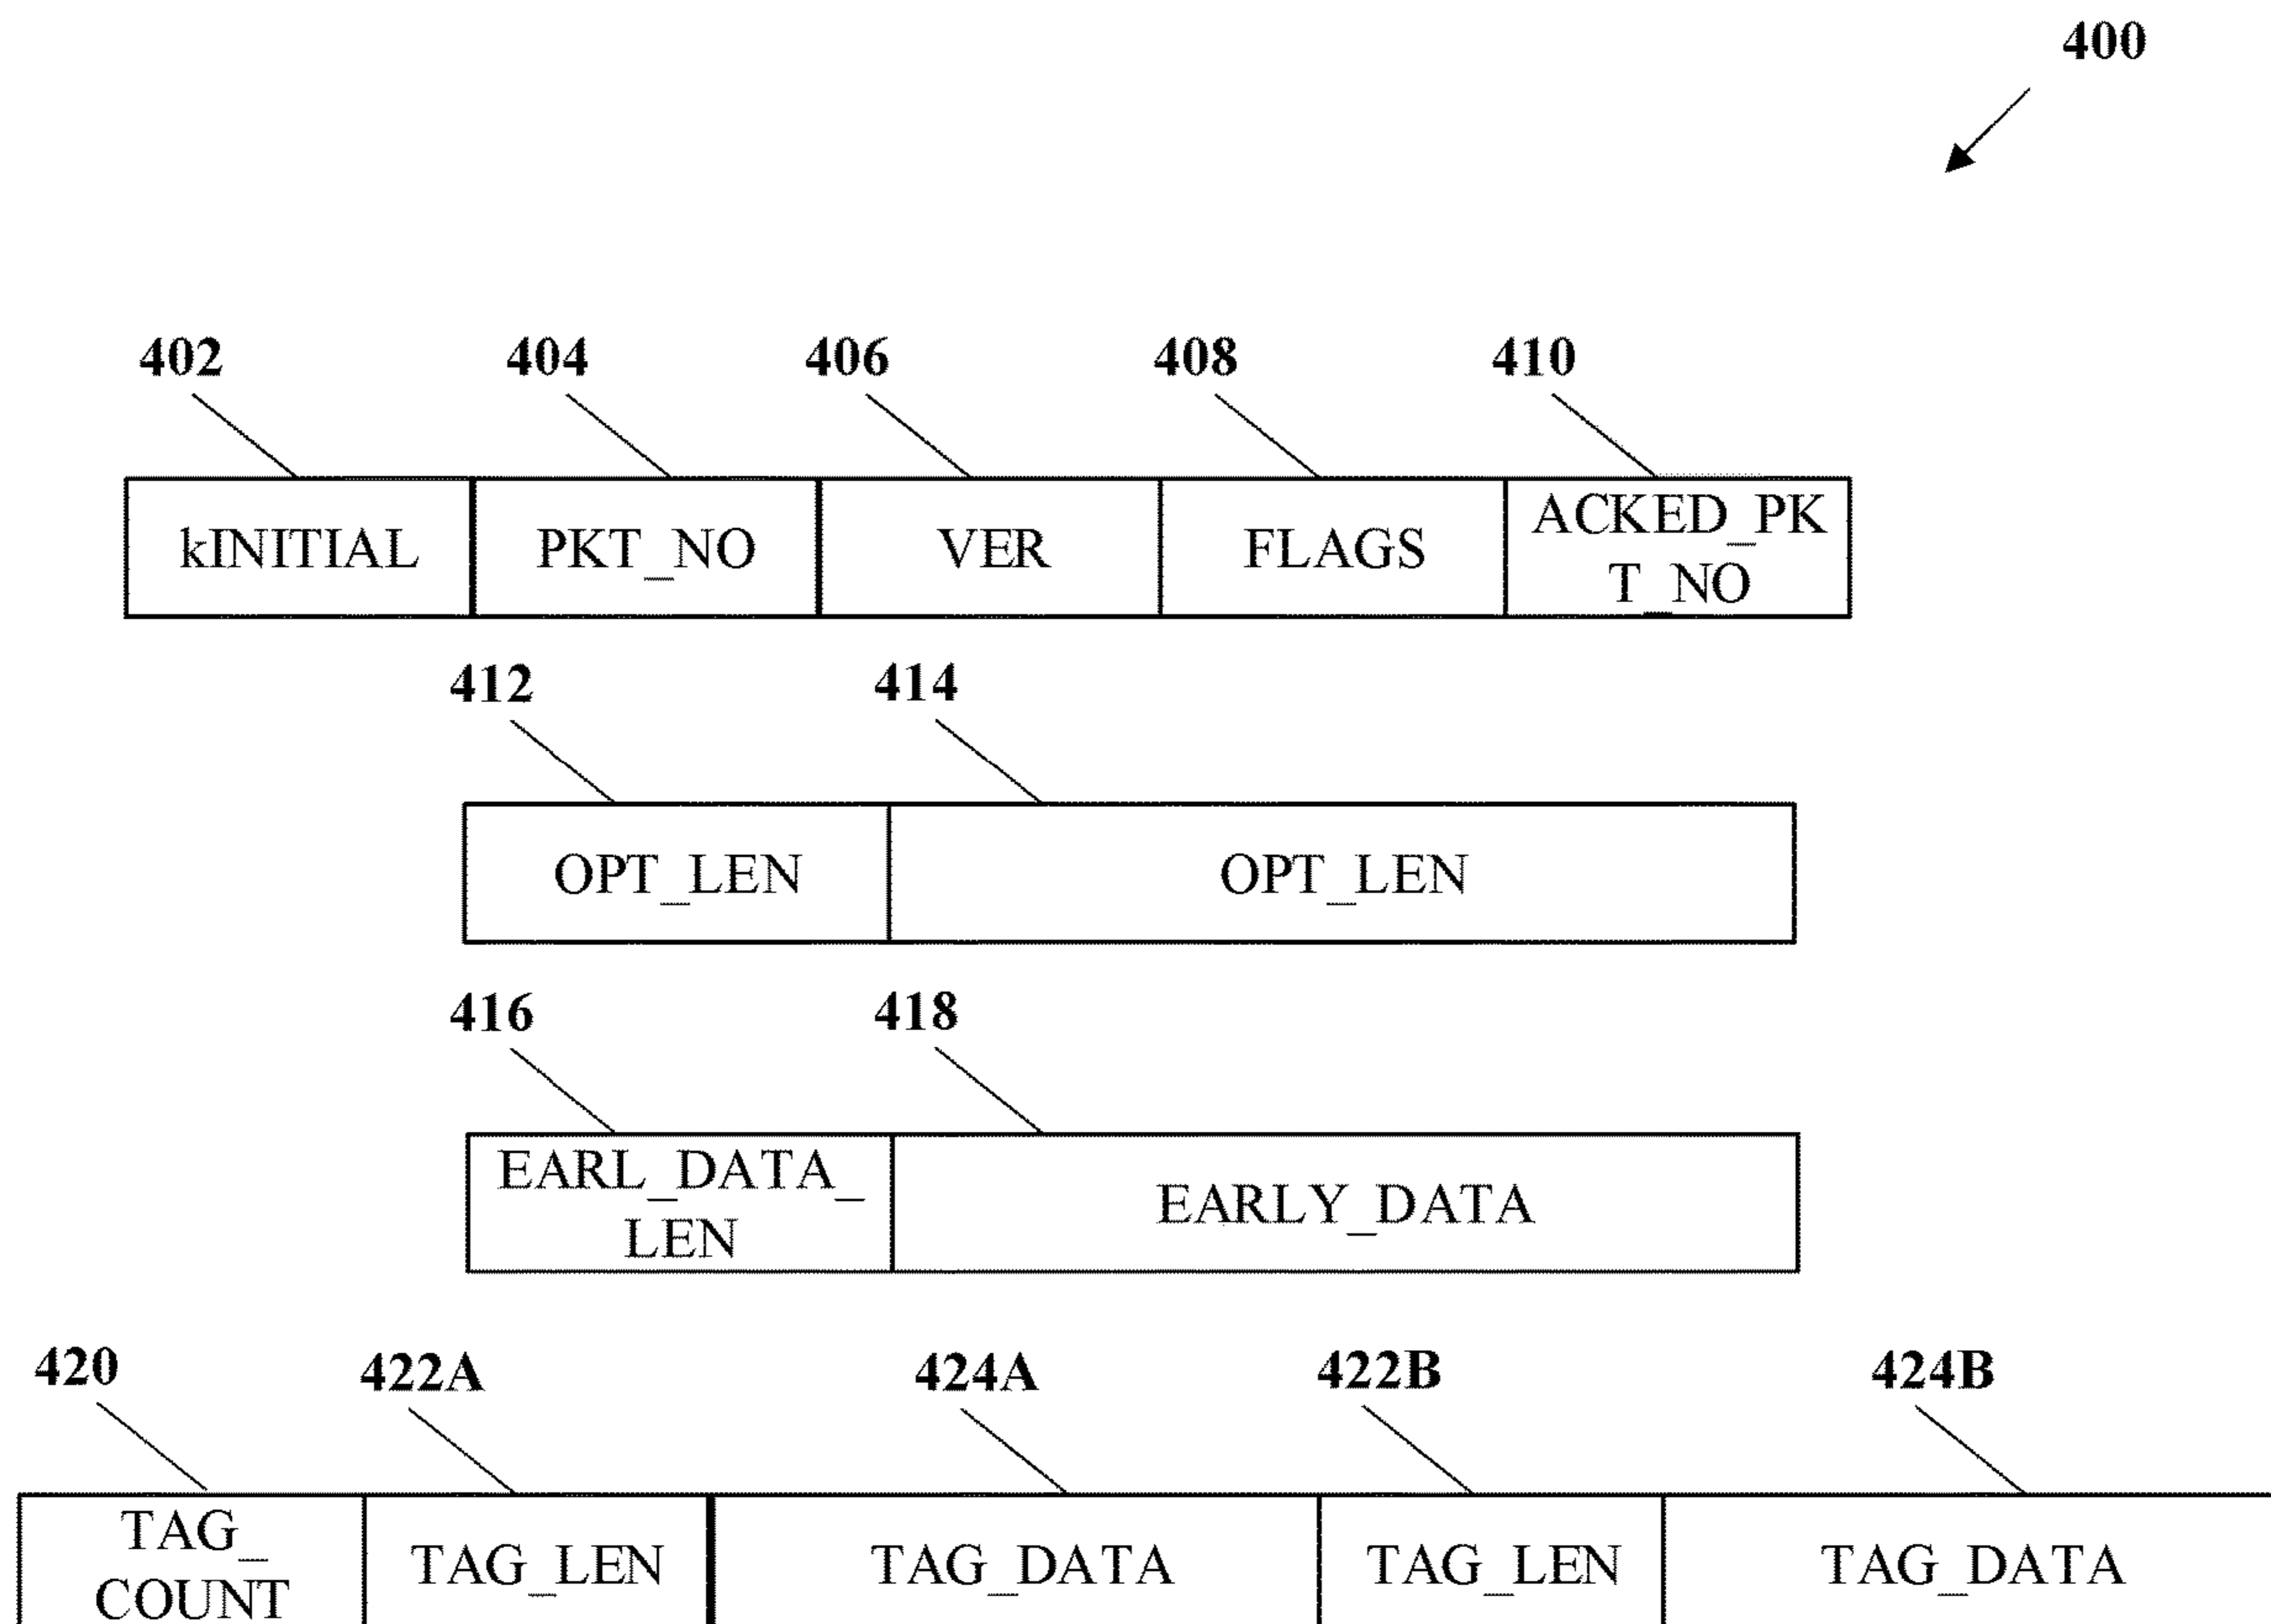 400
402 404 406 408 410
kINITIAL PKT_NO VER FLAGS ACKED_PK
T_NO
412 414
OPT_LEN OPT_LEN
416 418
EARL_DATA_
LEN EARLY_DATA
420 422A 424A 422B 424B
TAG_
COUNT TAG_LEN TAG_DATA TAG_LEN TAG_DATA